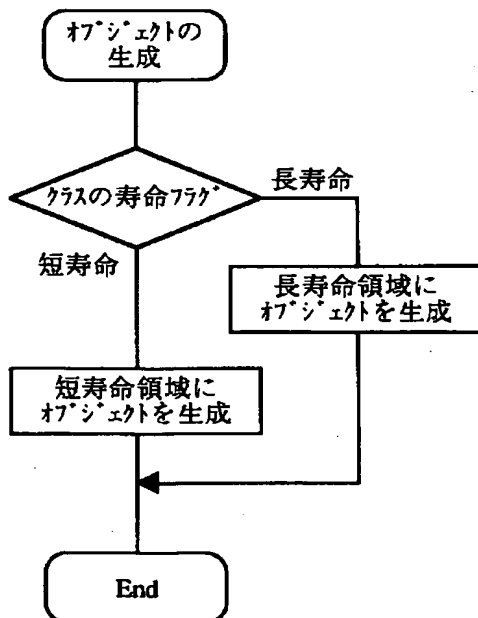 ｵﾌﾞｼﾞｪｸﾄの
生成
ｸﾗｽの寿命ﾌﾗｸﾞ
長寿命
短寿命
長寿命領域に
ｵﾌﾞｼﾞｪｸﾄを生成
短寿命領域に
ｵﾌﾞｼﾞｪｸﾄを生成
End